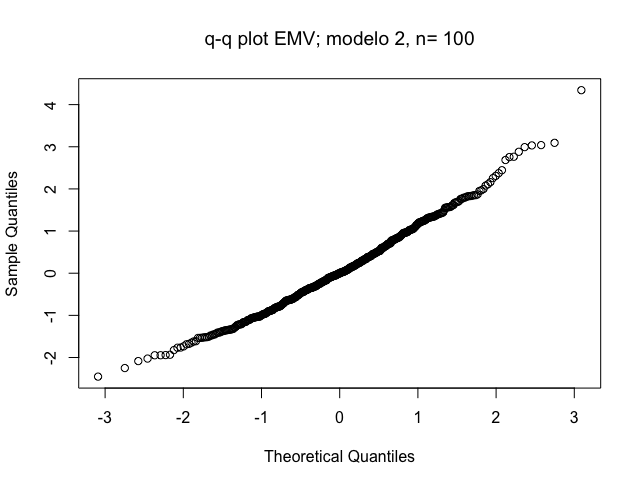 q-q plot EMV; modelo 2, n= 100
Sample Quantiles
4
3
2
1
0
-1
-2
-3 -2 -1 0 1 2 3
Theoretical Quantiles